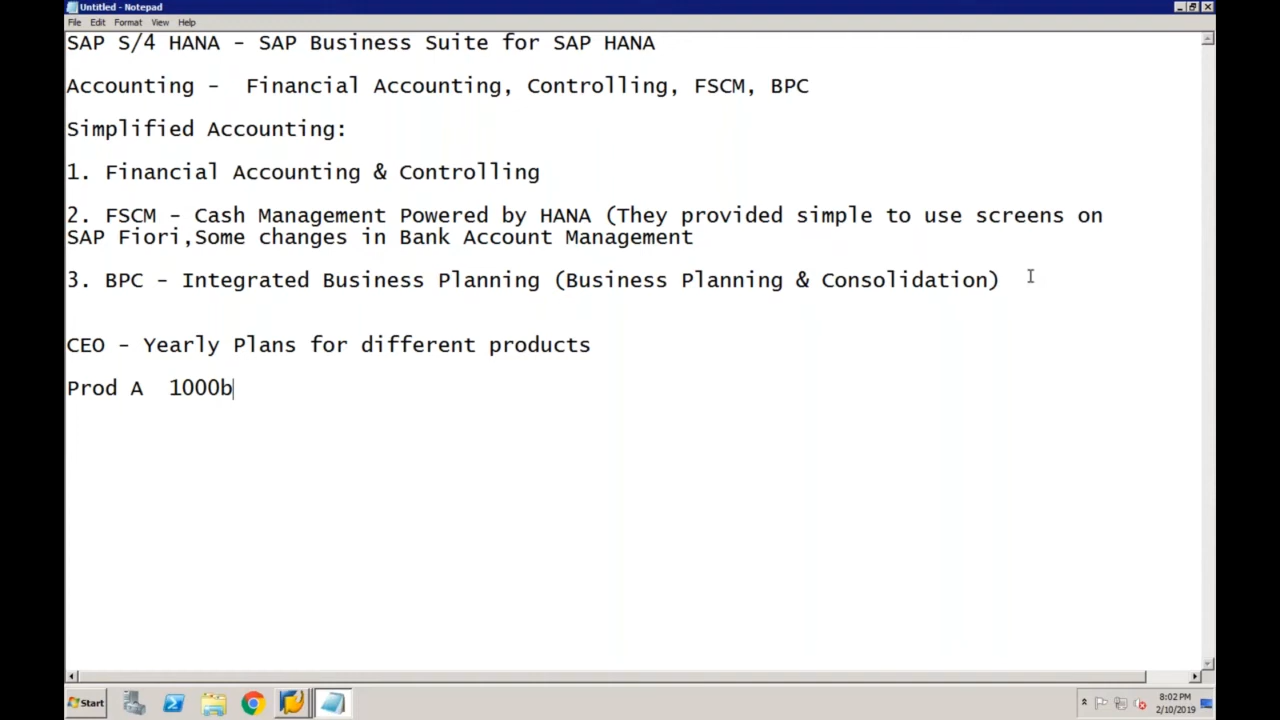 Untitled - Notepad
File Edit Format View Help
SAP S/4 HANA - SAP Business Suite for SAP HANA
Accounting -  Financial Accounting, Controlling, FSCM, BPC
Simplified Accounting:
1. Financial Accounting & Controlling
2. FSCM - Cash Management Powered by HANA (They provided simple to use screens on
SAP Fiori,Some changes in Bank Account Management
3. BPC - Integrated Business Planning (Business Planning & Consolidation)
CEO - Yearly Plans for different products
Prod A  1000b
Start
8:02 PM
2/10/2019